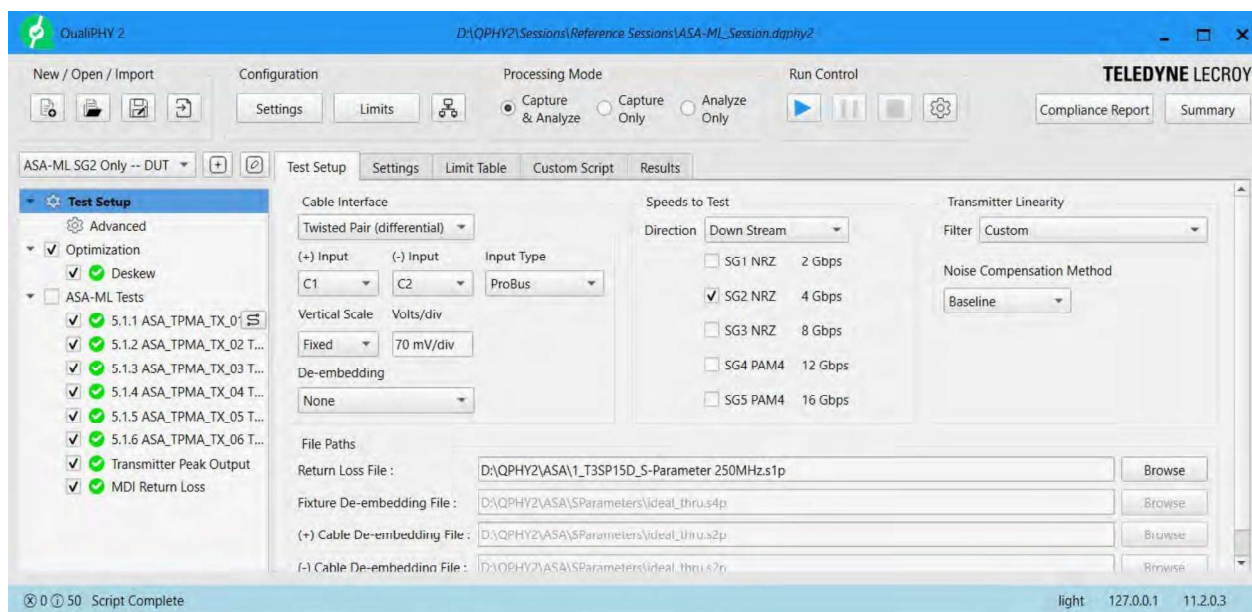 QualiPHY 2
D:\QPHY2\Sessions\Reference Sessions\ASA-ML_Session.dqphy2
New / Open / Import
Configuration
Processing Mode
Run Control
TELEDYNE LECROY
Settings
Limits
Capture & Analyze
Capture Only
Analyze Only
Compliance Report
Summary
ASA-ML SG2 Only -- DUT
Test Setup
Settings
Limit Table
Custom Script
Results
Test Setup
Advanced
Optimization
Deskew
ASA-ML Tests
5.1.1 ASA_TPMA_TX_01
5.1.2 ASA_TPMA_TX_02 T...
5.1.3 ASA_TPMA_TX_03 T...
5.1.4 ASA_TPMA_TX_04 T...
5.1.5 ASA_TPMA_TX_05 T...
5.1.6 ASA_TPMA_TX_06 T...
Transmitter Peak Output
MDI Return Loss
Cable Interface
Twisted Pair (differential)
(+) Input
(-) Input
Input Type
C1
C2
ProBus
Vertical Scale
Volts/div
Fixed
70 mV/div
De-embedding
None
Speeds to Test
Direction
Down Stream
SG1 NRZ 2 Gbps
SG2 NRZ 4 Gbps
SG3 NRZ 8 Gbps
SG4 PAM4 12 Gbps
SG5 PAM4 16 Gbps
Transmitter Linearity
Filter
Custom
Noise Compensation Method
Baseline
File Paths
Return Loss File :
D:\QPHY2\ASA\1_T3SP15D_S-Parameter 250MHz.s1p
Browse
Fixture De-embedding File :
D:\QPHY2\ASA\SParameters\ideal_thru.s4p
Browse
(+) Cable De-embedding File :
D:\QPHY2\ASA\SParameters\ideal_thru.s2p
Browse
(-) Cable De-embedding File :
D:\QPHY2\ASA\SParameters\ideal_thru.s2p
Browse
0
50
Script Complete
light
127.0.0.1
11.2.0.3